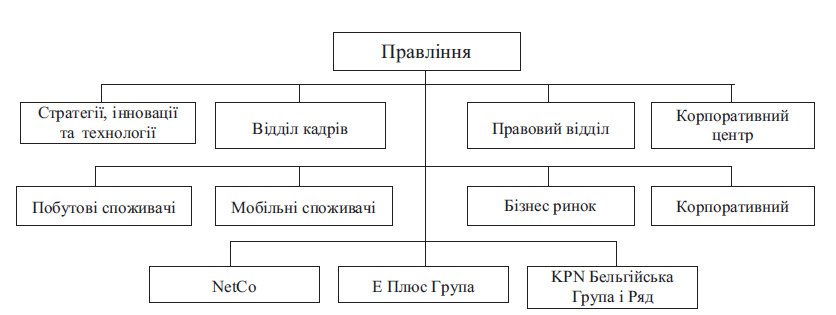 Правління
Стратегії, інновації
та технології
Відділ кадрів
Правовий відділ
Корпоративний
центр
Побутові споживачі
Мобільні споживачі
Бізнес ринок
Корпоративний
NetCo
Е Плюс Група
KPN Бельгійська
Група і Ряд